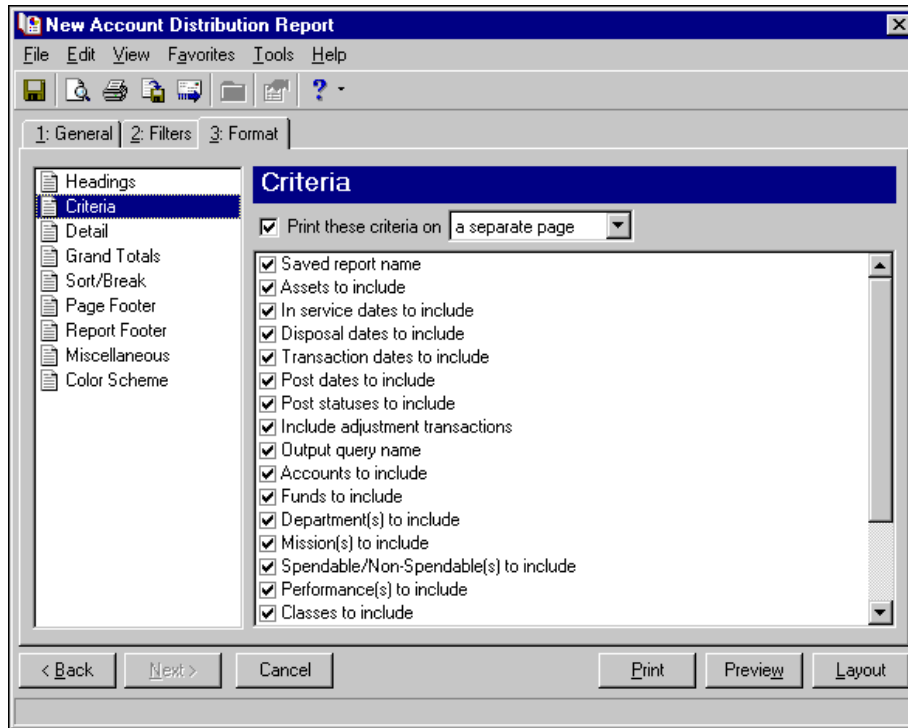 New Account Distribution Report
File Edit View Favorites Tools Help
1: General 2: Filters 3: Format
Headings
Criteria
Detail
Grand Totals
Sort/Break
Page Footer
Report Footer
Miscellaneous
Color Scheme
Criteria
Print these criteria on a separate page
Saved report name
Assets to include
In service dates to include
Disposal dates to include
Transaction dates to include
Post dates to include
Post statuses to include
Include adjustment transactions
Output query name
Accounts to include
Funds to include
Department(s) to include
Mission(s) to include
Spendable/Non-Spendable(s) to include
Performance(s) to include
Classes to include
< Back Next > Cancel Print Preview Layout